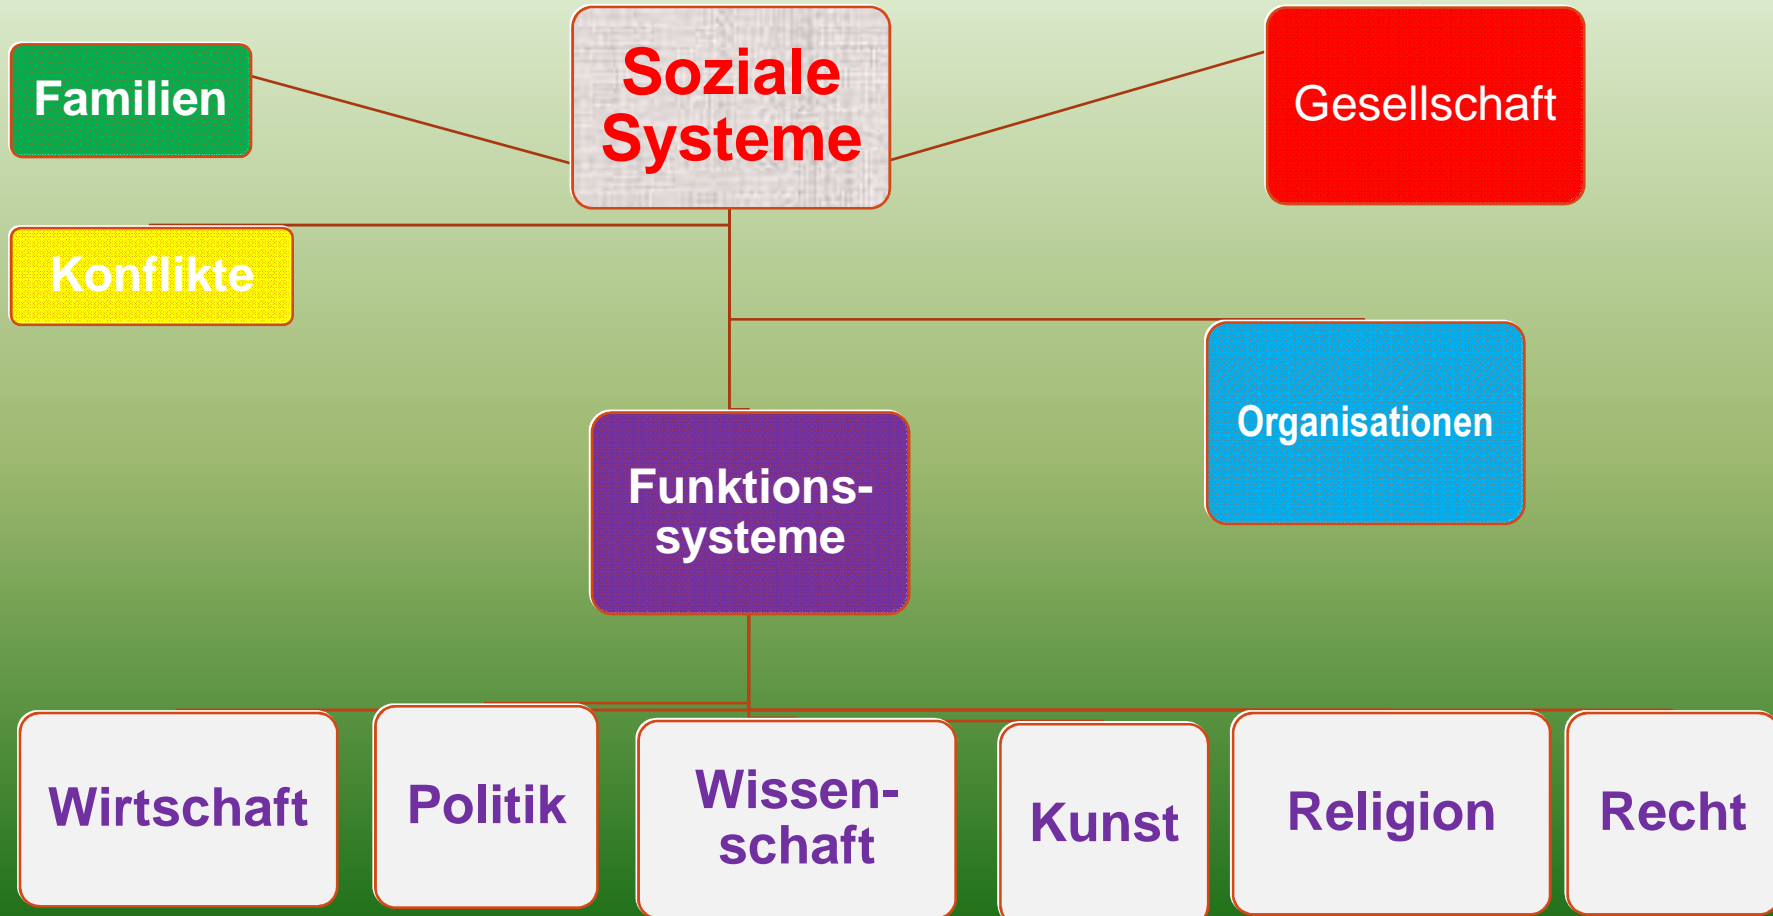 Soziale
Systeme
Familien
Gesellschaft
Konflikte
Organisationen
Funktions-
systeme
Wirtschaft
Politik
Wissen-
schaft
Kunst
Religion
Recht